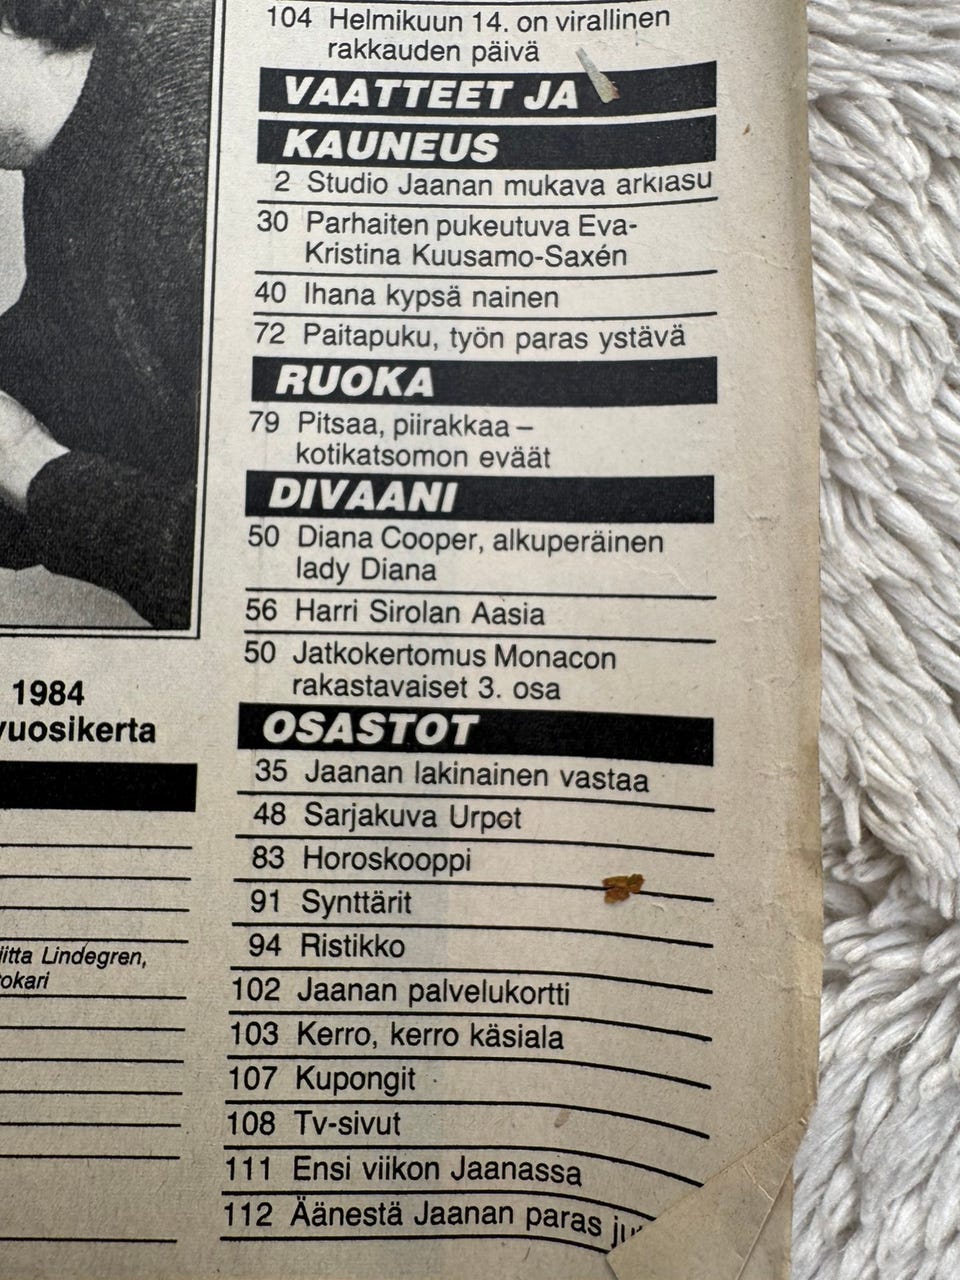 104 Helmikuun 14. on virallinen
rakkauden päivä
VAATTEET JA
KAUNEUS
2 Studio Jaanan mukava arkiasu
30 Parhaiten pukeutuva Eva-
Kristina Kuusamo-Saxén
40 Ihana kypsä nainen
72 Paitapuku, työn paras ystävä
RUOKA
79 Pitsaa, piirakkaa –
kotikatsomon eväät
DIVAANI
50 Diana Cooper, alkuperäinen
lady Diana
56 Harri Sirolan Aasia
50 Jatkokertomus Monacon
rakastavaiset 3. osa
OSASTOT
35 Jaanan lakinainen vastaa
48 Sarjakuva Urpot
83 Horoskooppi
91 Synttärit
94 Ristikko
102 Jaanan palvelukortti
103 Kerro, kerro käsiala
107 Kupongit
108 Tv-sivut
111 Ensi viikon Jaanassa
112 Äänestä Jaanan paras
1984
vuosikerta
Lindegren,